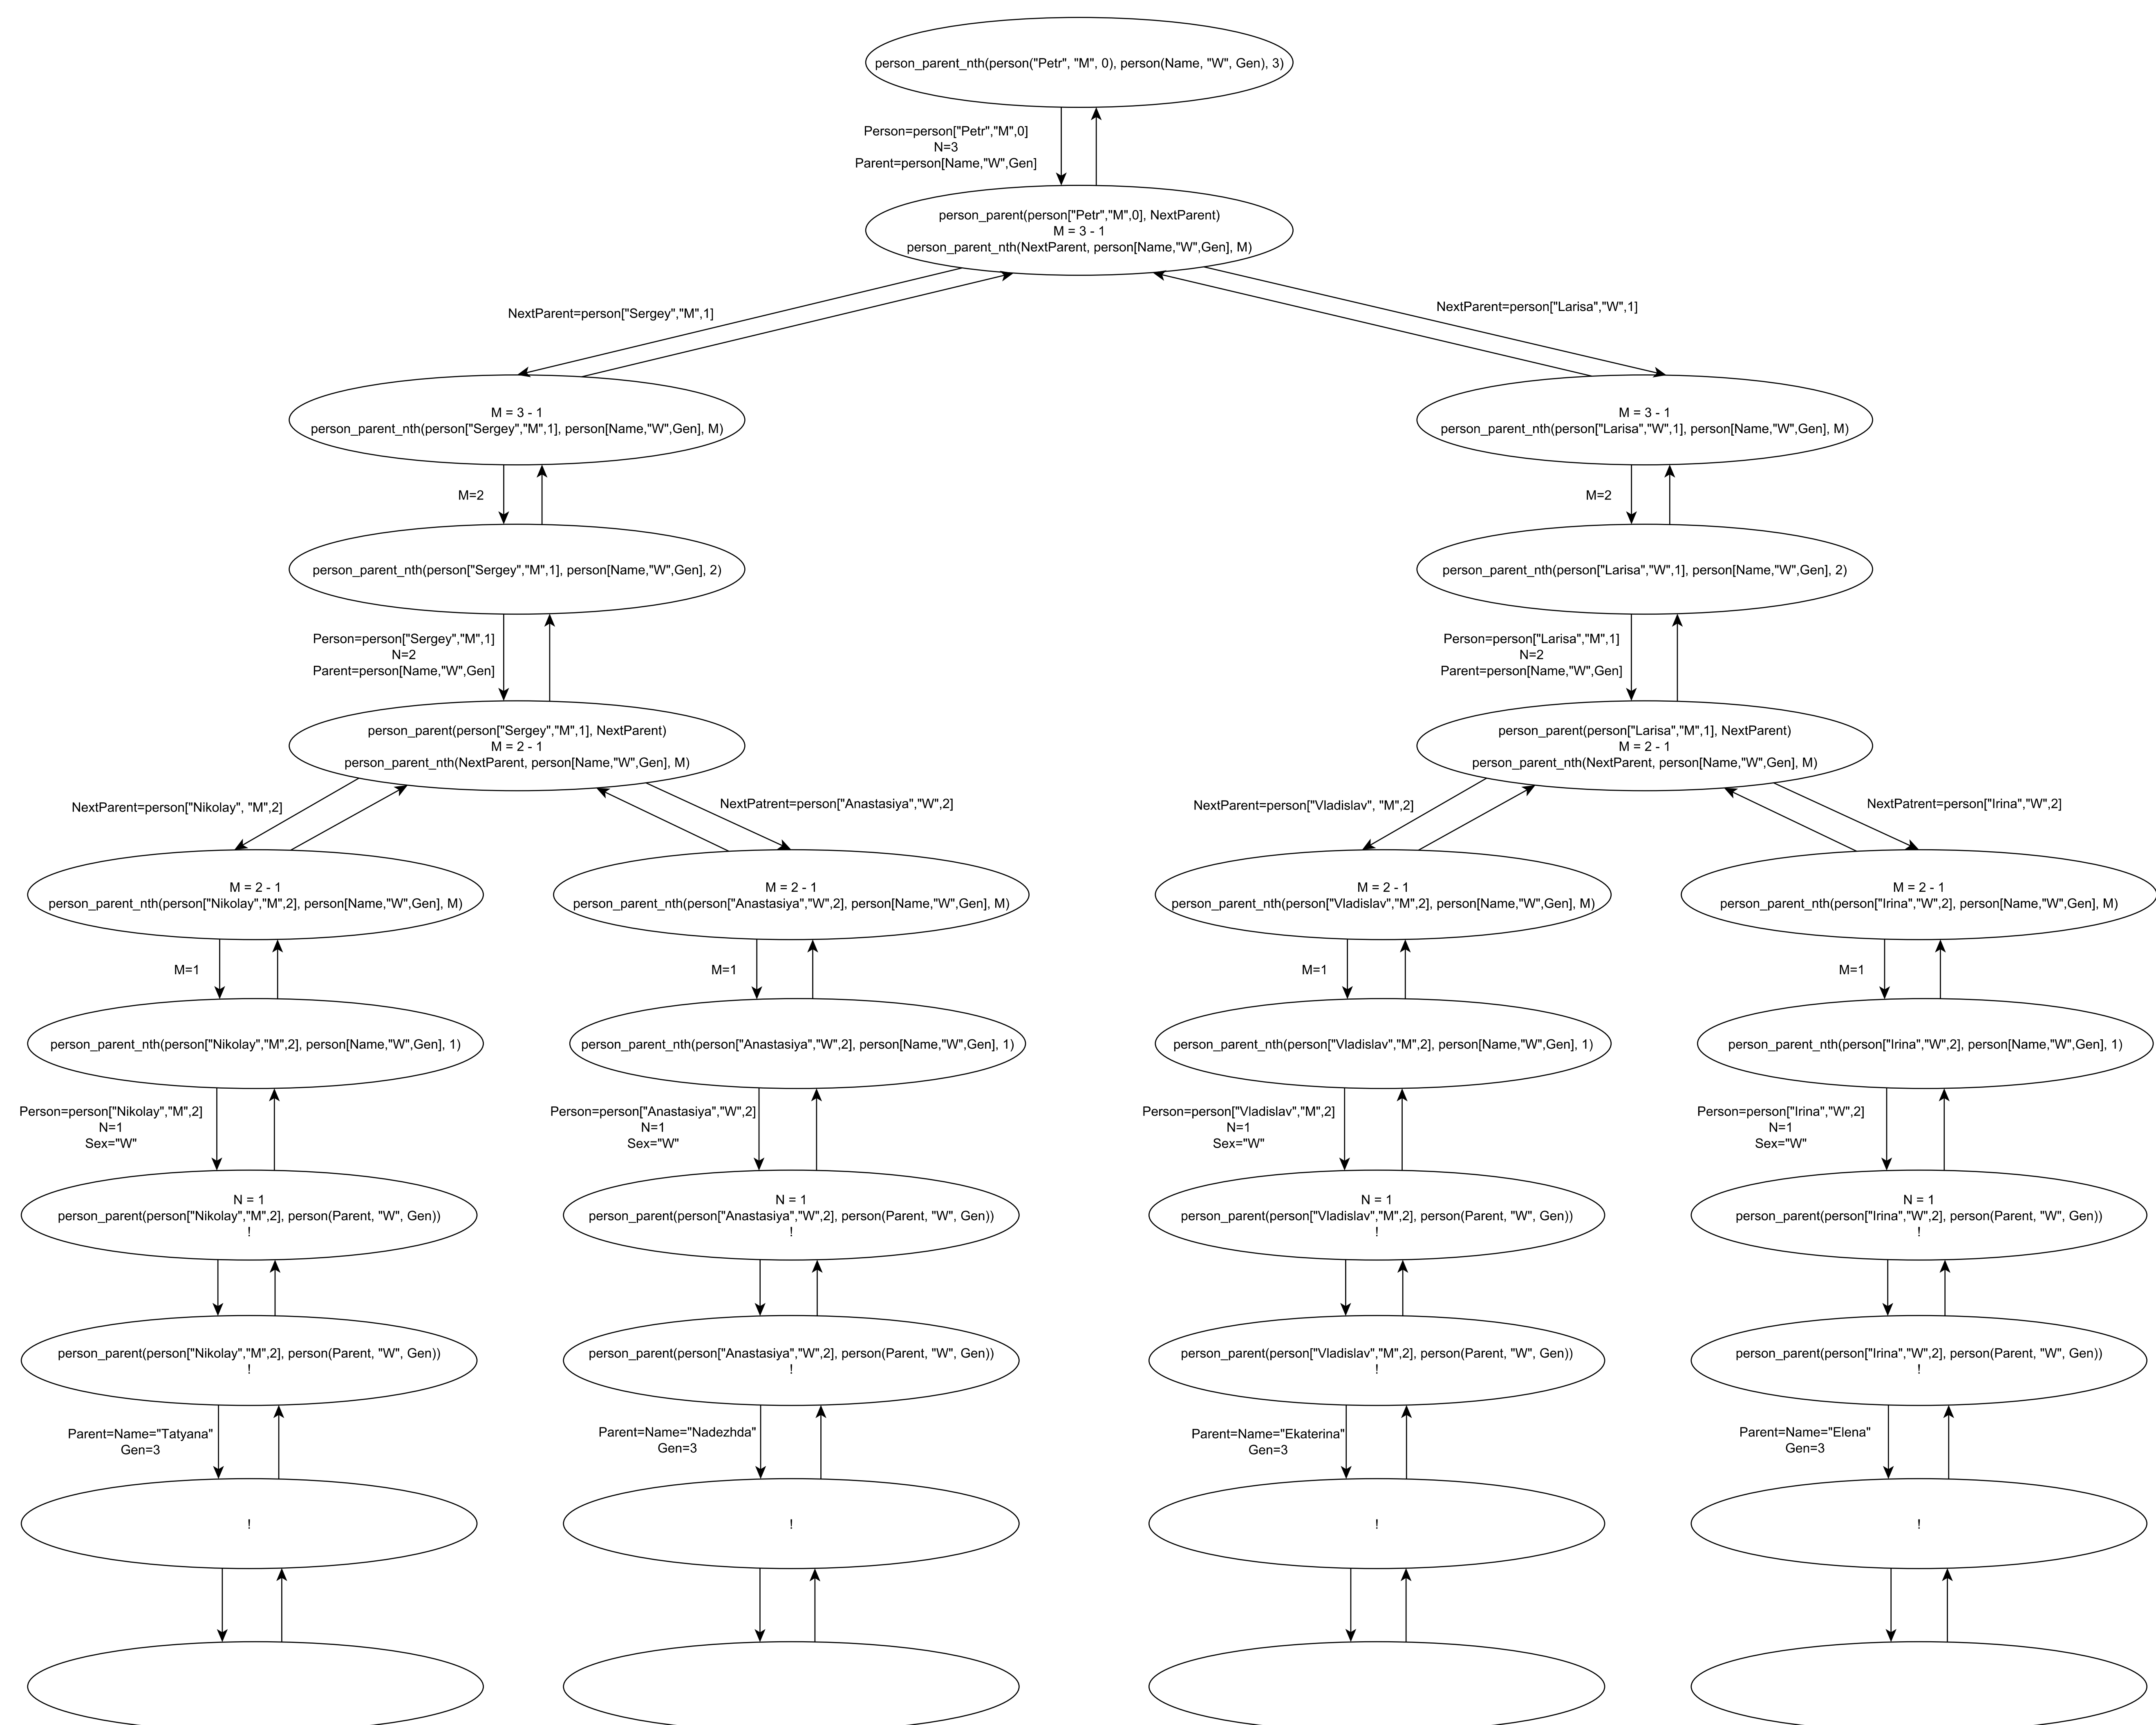 person_parent_nth(person("Petr", "M", 0), person(Name, "W", Gen), 3)
Person=person["Petr","M",0]
N=3
Parent=person[Name,"W",Gen]
person_parent(person["Petr","M",0], NextParent)
M = 3 - 1
person_parent_nth(NextParent, person[Name,"W",Gen], M)
NextParent=person["Sergey","M",1]
NextParent=person["Larisa","W",1]
M = 3 - 1
person_parent_nth(person["Sergey","M",1], person[Name,"W",Gen], M)
M = 3 - 1
person_parent_nth(person["Larisa","W",1], person[Name,"W",Gen], M)
M=2
M=2
person_parent_nth(person["Sergey","M",1], person[Name,"W",Gen], 2)
person_parent_nth(person["Larisa","W",1], person[Name,"W",Gen], 2)
Person=person["Sergey","M",1]
N=2
Parent=person[Name,"W",Gen]
Person=person["Larisa","M",1]
N=2
Parent=person[Name,"W",Gen]
person_parent(person["Sergey","M",1], NextParent)
M = 2 - 1
person_parent_nth(NextParent, person[Name,"W",Gen], M)
person_parent(person["Larisa","M",1], NextParent)
M = 2 - 1
person_parent_nth(NextParent, person[Name,"W",Gen], M)
NextParent=person["Nikolay", "M",2]
NextPatrent=person["Anastasiya","W",2]
NextParent=person["Vladislav", "M",2]
NextPatrent=person["Irina","W",2]
M = 2 - 1
person_parent_nth(person["Nikolay","M",2], person[Name,"W",Gen], M)
M = 2 - 1
person_parent_nth(person["Anastasiya","W",2], person[Name,"W",Gen], M)
M = 2 - 1
person_parent_nth(person["Vladislav","M",2], person[Name,"W",Gen], M)
M = 2 - 1
person_parent_nth(person["Irina","W",2], person[Name,"W",Gen], M)
M=1
M=1
M=1
M=1
person_parent_nth(person["Nikolay","M",2], person[Name,"W",Gen], 1)
person_parent_nth(person["Anastasiya","W",2], person[Name,"W",Gen], 1)
person_parent_nth(person["Vladislav","M",2], person[Name,"W",Gen], 1)
person_parent_nth(person["Irina","W",2], person[Name,"W",Gen], 1)
Person=person["Nikolay","M",2]
N=1
Sex="W"
Person=person["Anastasiya","W",2]
N=1
Sex="W"
Person=person["Vladislav","M",2]
N=1
Sex="W"
Person=person["Irina","W",2]
N=1
Sex="W"
N = 1
person_parent(person["Nikolay","M",2], person(Parent, "W", Gen))
!
N = 1
person_parent(person["Anastasiya","W",2], person(Parent, "W", Gen))
!
N = 1
person_parent(person["Vladislav","M",2], person(Parent, "W", Gen))
!
N = 1
person_parent(person["Irina","W",2], person(Parent, "W", Gen))
!
person_parent(person["Nikolay","M",2], person(Parent, "W", Gen))
!
person_parent(person["Anastasiya","W",2], person(Parent, "W", Gen))
!
person_parent(person["Vladislav","M",2], person(Parent, "W", Gen))
!
person_parent(person["Irina","W",2], person(Parent, "W", Gen))
!
Parent=Name="Tatyana"
Gen=3
Parent=Name="Nadezhda"
Gen=3
Parent=Name="Ekaterina"
Gen=3
Parent=Name="Elena"
Gen=3
!
!
!
!